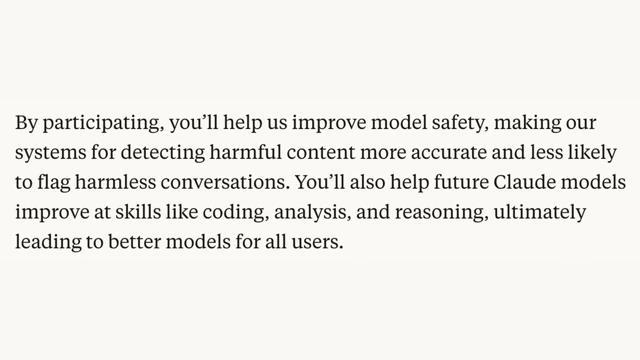 By participating, you’ll help us improve model safety, making our
systems for detecting harmful content more accurate and less likely
to flag harmless conversations. You’ll also help future Claude models
improve at skills like coding, analysis, and reasoning, ultimately
leading to better models for all users.